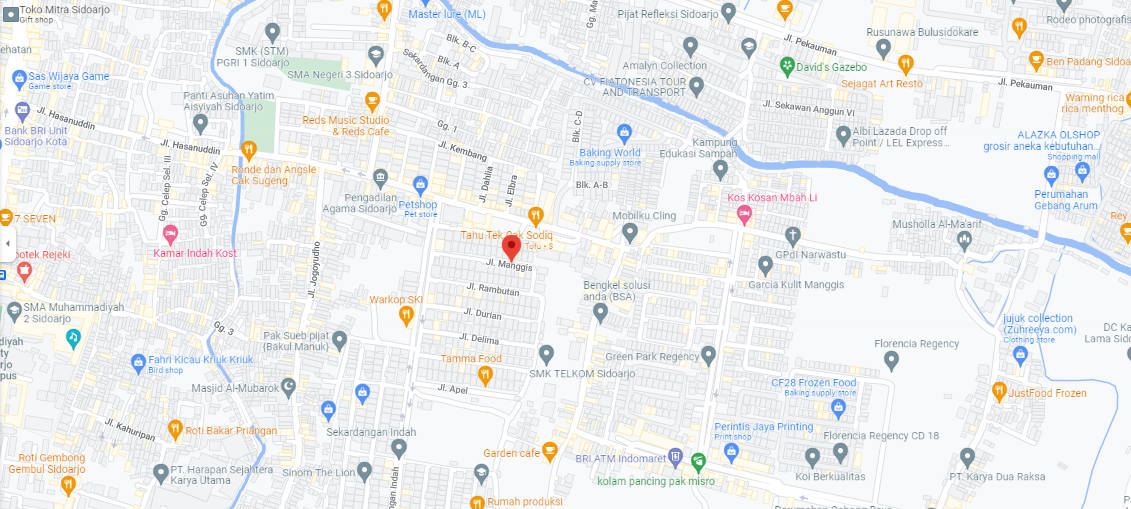 Toko Mitra Sidoarjo
Gift shop
Master lure (ML)
Pijat Refleksi Sidoarjo
Rodeo photografis
Rusunawa Bulusidokare
Jl. Pekauman
SMK (STM)
PGRI 1 Sidoarjo
Blk. B-C
Blk. A
Sekardangan Gg. 3
Amalyn Collection
David's Gazebo
Ben Padang Sidoa
Sas Wijaya Game
Game store
SMA Negeri 3 Sidoarjo
CV FIATONESIA TOUR
AND TRANSPORT
Sejagat Art Resto
Jl. Pekauman
Panti Asuhan Yatim
Aisyiyah Sidoarjo
Jl. Hasanuddin
Reds Music Studio
& Reds Cafe
Gg. 1
Blk. C-D
Jl. Sekawan Anggun VI
Warning rica
rica menthog
Bank BRI Unit
Sidoarjo Kota
Jl. Hasanuddin
Jl. Kembang
Baking World
Baking supply store
Kampung
Edukasi Sampah
Albi Lazada Drop off
Point / LEL Express...
ALAZKA OLSHOP
grosir aneka kebutuhan...
Shopping mall
Ronde dan Angsle
Cak Sugeng
Gg. Celep Sel. III
Gg. Celep Sel. IV
Pengadilan
Agama Sidoarjo
Petshop
Pet store
Jl. Dahlia
Jl. Elbra
Blk. A-B
Kos Kosan Mbah Li
Perumahan
Gebang Arum
7 SEVEN
Mobilku Cling
Musholla Al-Ma'arif
Rey
Tahu Tek Cak Sodiq
Kamar Indah Kost
Jl. Jogoyudho
Jl. Manggis
GPdI Narwastu
otek Rejeki
Jl. Rambutan
Bengkel solusi
anda (BSA)
Garcia Kulit Manggis
SMA Muhammadiyah
2 Sidoarjo
Warkop SKI
Jl. Durian
jujuk collection
(Zuhreeya.com)
Clothing store
Gg. 3
Pak Sueb pijat
(Bakul Manuk)
Jl. Delima
DC Ka
Lama Sido
Fahri Kicau Kriuk Kriuk
Bird shop
Tamma Food
Green Park Regency
Florencia Regency
SMK TELKOM Sidoarjo
Masjid Al-Mubarok
Jl. Apel
CF28 Frozen Food
Baking supply store
JustFood Frozen
Jl. Kahuripan
Roti Bakar Priangan
Sekardangan Indah
Perintis Jaya Printing
Print shop
Florencia Regency CD 18
Roti Gembong
Gembul Sidoarjo
PT. Harapan Sejahtera
Karya Utama
Sinom The Lion
Garden cafe
BRI ATM Indomaret
kolam pancing pak misro
Koi Berkualitas
PT. Karya Dua Raksa
Rumah produksi